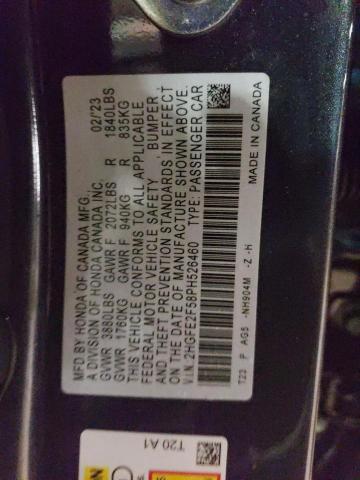 MFD BY HONDA OF CANADA MFG. 02/'23
A DIVISION OF HONDA CANADA INC.
GVWR 3880LBS GAWR F 2072LBS R 1840LBS
GVWR 1760KG GAWR F 940KG R 835KG
THIS VEHICLE CONFORMS TO ALL APPLICABLE
FEDERAL MOTOR VEHICLE SAFETY, BUMPER,
AND THEFT PREVENTION STANDARDS IN EFFECT
ON THE DATE OF MANUFACTURE SHOWN ABOVE.
VIN: 2HGFE2F58PH526460 TYPE: PASSENGER CAR
T23 P AG5 -NH904M -Z -H
MADE IN CANADA
T20 A1